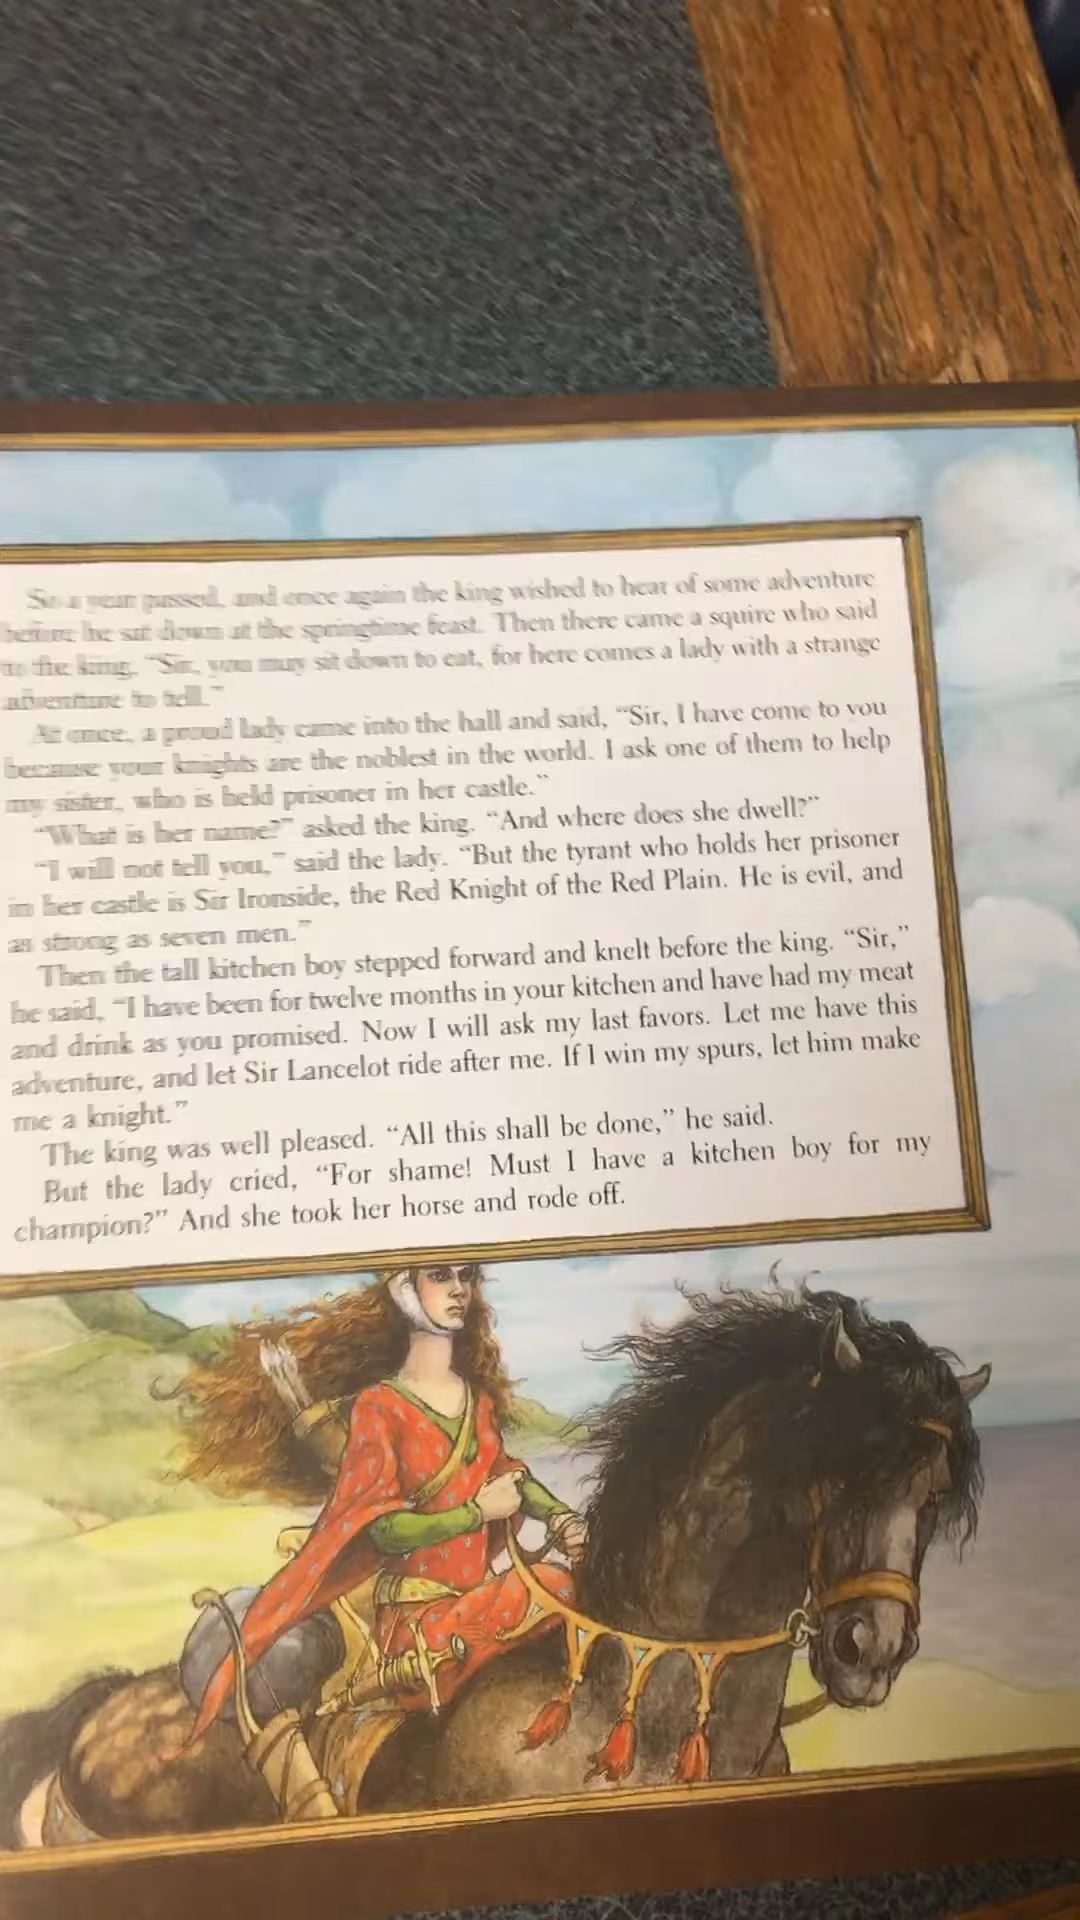 So a year passed, and once again the king wished to hear of some adventure
before he sat down at the springtime feast. Then there came a squire who said
to the king, “Sir, you may sit down to eat, for here comes a lady with a strange
adventure to tell.”
At once, a proud lady came into the hall and said, “Sir, I have come to you
because your knights are the noblest in the world. I ask one of them to help
my sister, who is held prisoner in her castle.”
“What is her name?” asked the king. “And where does she dwell?”
“I will not tell you,” said the lady. “But the tyrant who holds her prisoner
in her castle is Sir Ironside, the Red Knight of the Red Plain. He is evil, and
as strong as seven men.”
Then the tall kitchen boy stepped forward and knelt before the king. “Sir,”
he said, “I have been for twelve months in your kitchen and have had my meat
and drink as you promised. Now I will ask my last favors. Let me have this
adventure, and let Sir Lancelot ride after me. If I win my spurs, let him make
me a knight.”
The king was well pleased. “All this shall be done,” he said.
But the lady cried, “For shame! Must I have a kitchen boy for my
champion?” And she took her horse and rode off.